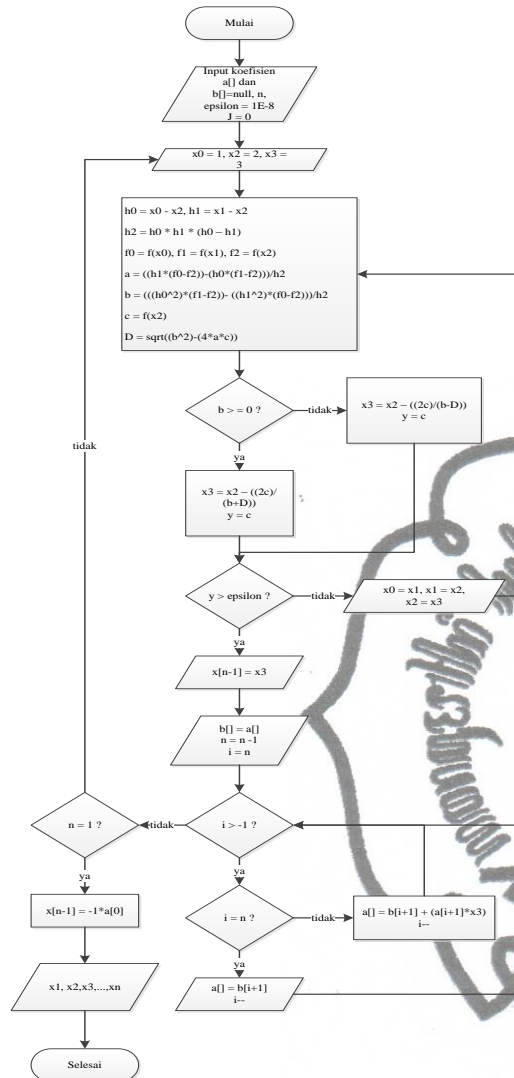 Mulai
Input koefisien
a[] dan
b[]=null, n,
epsilon = 1E-8
J = 0
x0 = 1, x2 = 2, x3 =
3
h0 = x0 - x2, h1 = x1 - x2
h2 = h0 * h1 * (h0 – h1)
f0 = f(x0), f1 = f(x1), f2 = f(x2)
a = ((h1*(f0-f2))-(h0*(f1-f2)))/h2
b = (((h0^2)*(f1-f2))- ((h1^2)*(f0-f2)))/h2
c = f(x2)
D = sqrt((b^2)-(4*a*c))
b > = 0 ?
tidak
x3 = x2 – ((2c)/(b-D))
y = c
tidak
ya
x3 = x2 – ((2c)/
(b+D))
y = c
y > epsilon ?
tidak
x0 = x1, x1 = x2,
x2 = x3
ya
x[n-1] = x3
b[] = a[]
n = n -1
i = n
n = 1 ?
tidak
i > -1 ?
ya
ya
x[n-1] = -1*a[0]
i = n ?
tidak
a[] = b[i+1] + (a[i+1]*x3)
i--
ya
x1, x2,x3,...,xn
a[] = b[i+1]
i--
Selesai